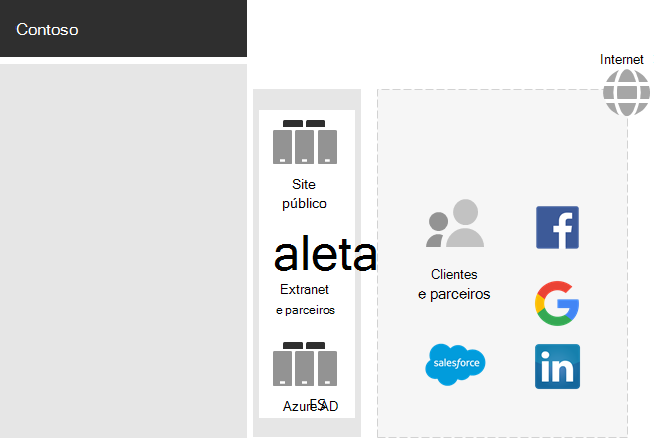 Contoso
Internet
Site
público
aleta
Extranet
e parceiros
Azure AD
ES
Clientes
e parceiros
salesforce
f
G
in